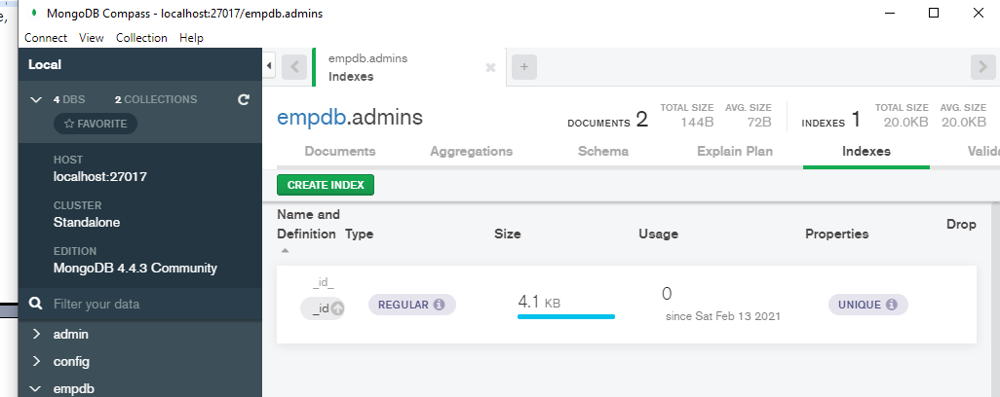 MongoDB Compass - localhost:27017/empdb.admins
Connect View Collection Help
Local
4 DBS 2 COLLECTIONS
FAVORITE
HOST
localhost:27017
CLUSTER
Standalone
EDITION
MongoDB 4.4.3 Community
Filter your data
admin
config
empdb
empdb.admins
Indexes
empdb.admins
DOCUMENTS 2 TOTAL SIZE 144B AVG. SIZE 72B
INDEXES 1 TOTAL SIZE 20.0KB AVG. SIZE 20.0KB
Documents Aggregations Schema Explain Plan Indexes Valida
CREATE INDEX
Name and Definition Type Size Usage Properties Drop
_id_
_id REGULAR 4.1 KB 0 UNIQUE
since Sat Feb 13 2021